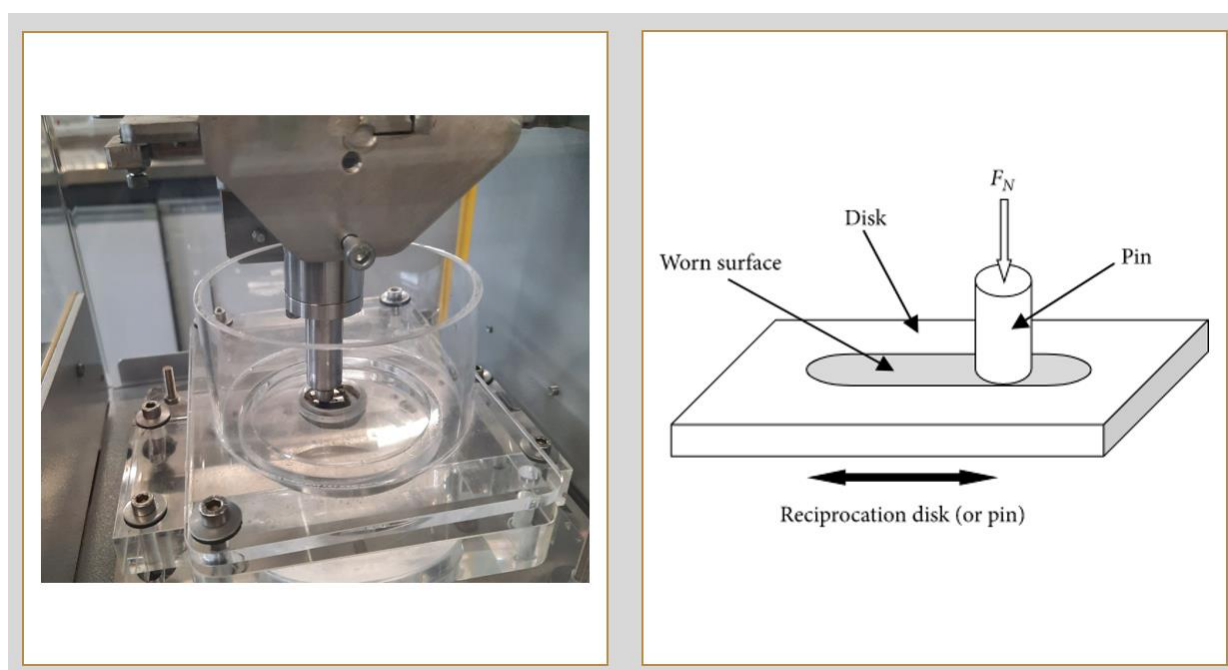 F_N
Disk
Pin
Worn surface
Reciprocation disk (or pin)